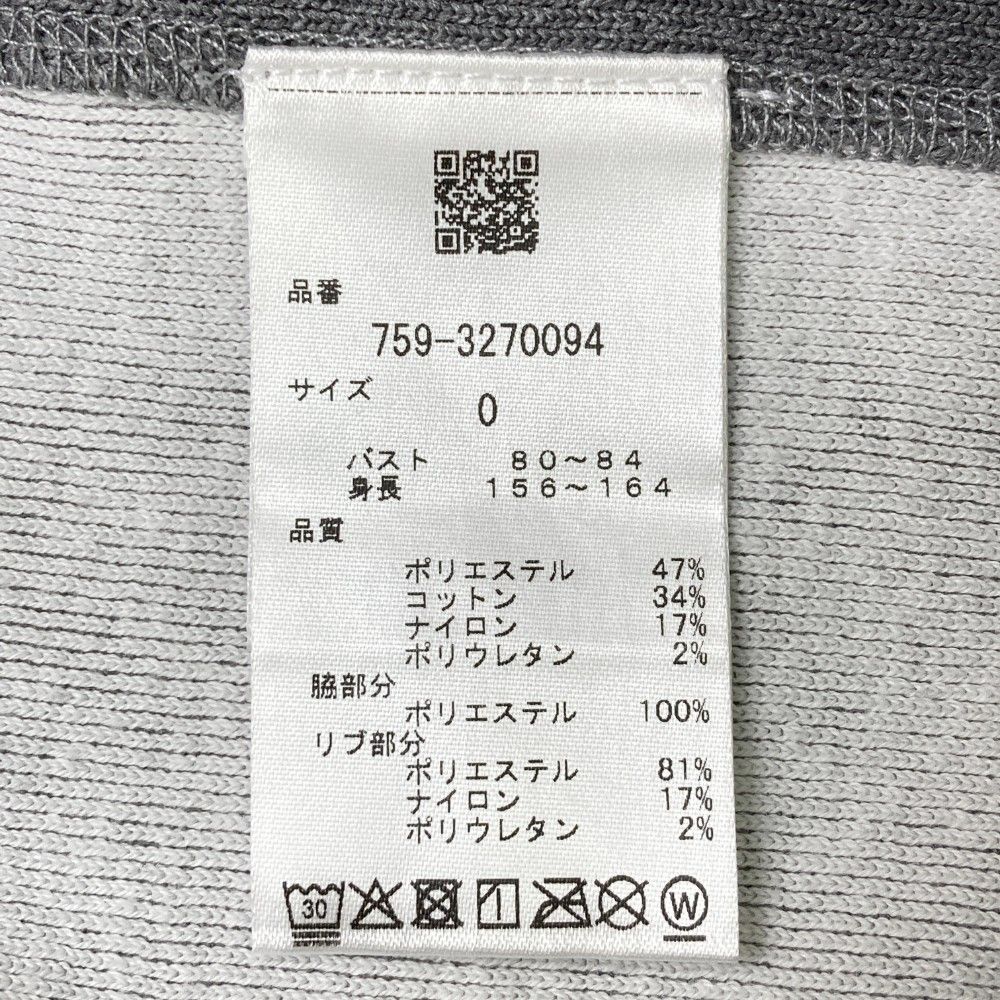 品番
759-3270094
サイズ
0
バスト 80～84
身長 156～164
品質
ポリエステル 47%
コットン 34%
ナイロン 17%
ポリウレタン 2%
脇部分
ポリエステル 100%
リブ部分
ポリエステル 81%
ナイロン 17%
ポリウレタン 2%
30 W